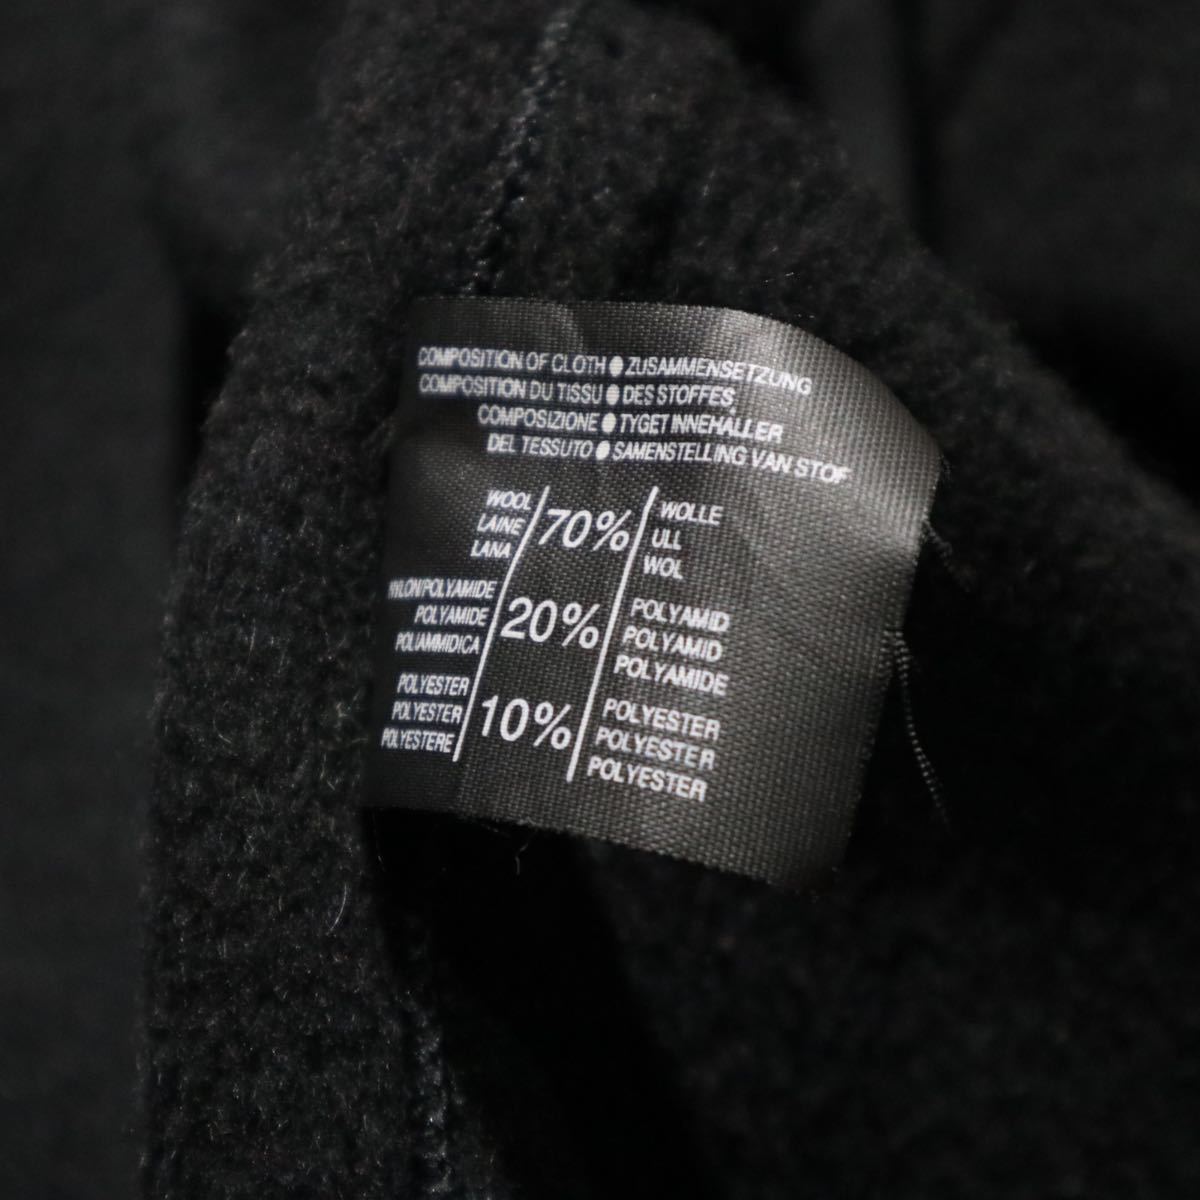 COMPOSITION OF CLOTH ● ZUSAMMENSETZUNG
COMPOSITION DU TISSU ● DES STOFFES
COMPOSIZIONE ● TYGET INNEHALLER
DEL TESSUTO ● SAMENSTELLING VAN STOF
WOOL
LAINE
LANA
70%
WOLLE
ULL
WOL
NYLON/POLYAMIDE
POLYAMIDE
POLIAMMIDICA
20%
POLYAMID
POLYAMID
POLYAMIDE
POLYESTER
POLYESTER
POLYESTERE
10%
POLYESTER
POLYESTER
POLYESTER